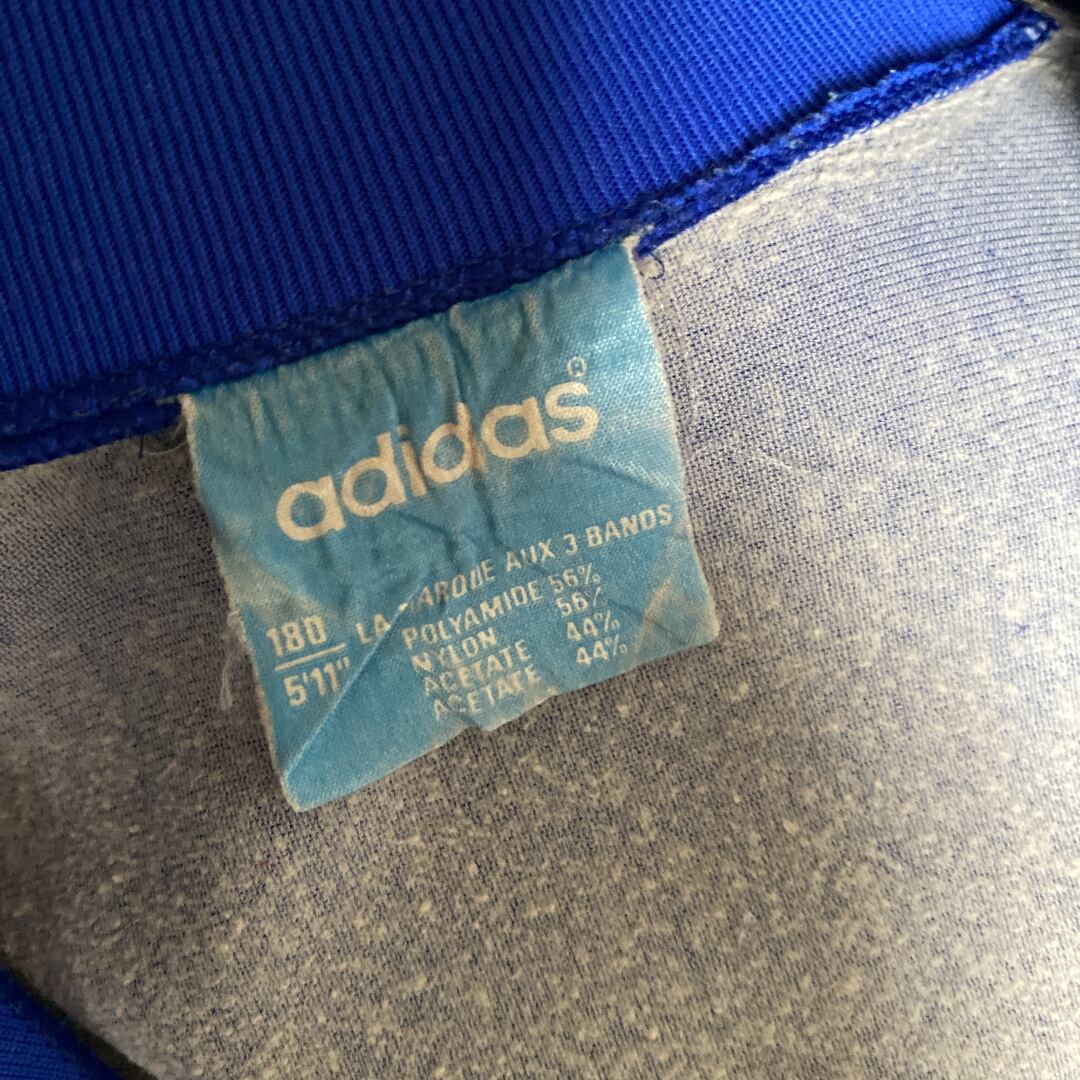 adidas®
LA MARQUE AUX 3 BANDS
180
5'11"
POLYAMIDE 56%
NYLON 56%
ACETATE 44%
ACETATE 44%